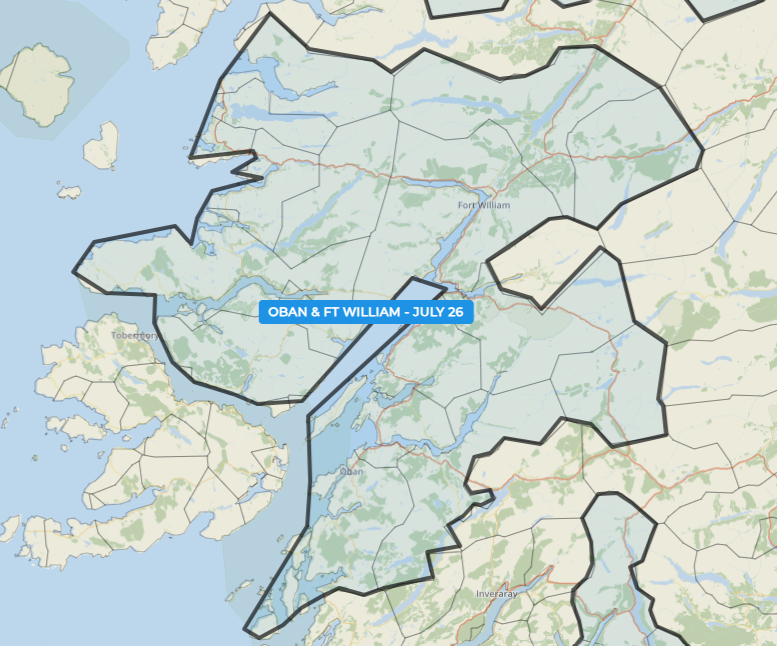 Fort William
OBAN & FT WILLIAM - JULY 26
Tobermory
Oban
Inveraray